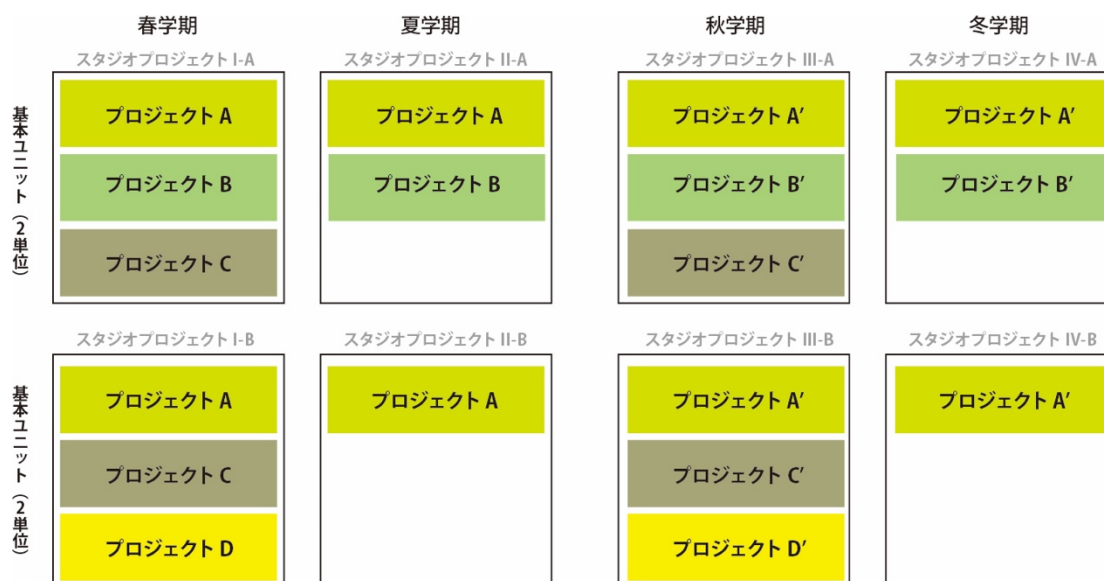 春学期
夏学期
秋学期
冬学期
スタジオプロジェクト I-A
スタジオプロジェクト II-A
スタジオプロジェクト III-A
スタジオプロジェクト IV-A
基本ユニット（2単位）
プロジェクト A
プロジェクト A
プロジェクト A′
プロジェクト A′
プロジェクト B
プロジェクト B
プロジェクト B′
プロジェクト B′
プロジェクト C
プロジェクト C′
スタジオプロジェクト I-B
スタジオプロジェクト II-B
スタジオプロジェクト III-B
スタジオプロジェクト IV-B
基本ユニット（2単位）
プロジェクト A
プロジェクト A
プロジェクト A′
プロジェクト A′
プロジェクト C
プロジェクト C′
プロジェクト D
プロジェクト D′